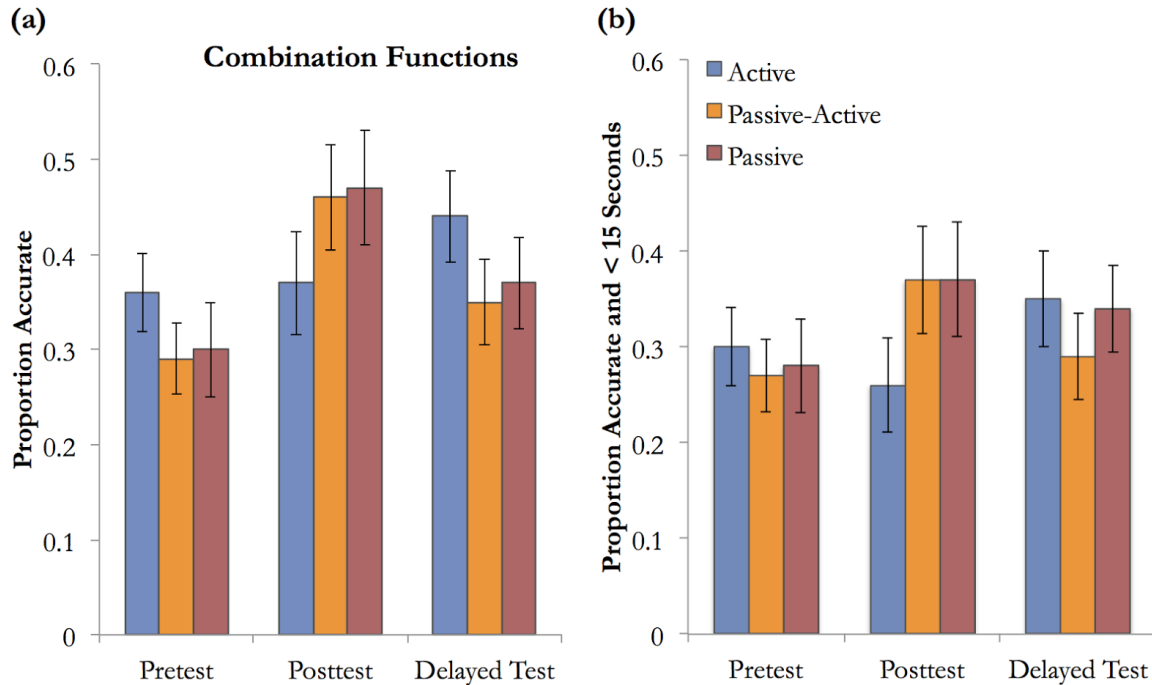 (a)
Combination Functions
Proportion Accurate
0.6
0.5
0.4
0.3
0.2
0.1
0
Pretest
Posttest
Delayed Test
(b)
Active
Passive-Active
Passive
Proportion Accurate and < 15 Seconds
0.6
0.5
0.4
0.3
0.2
0.1
0
Pretest
Posttest
Delayed Test